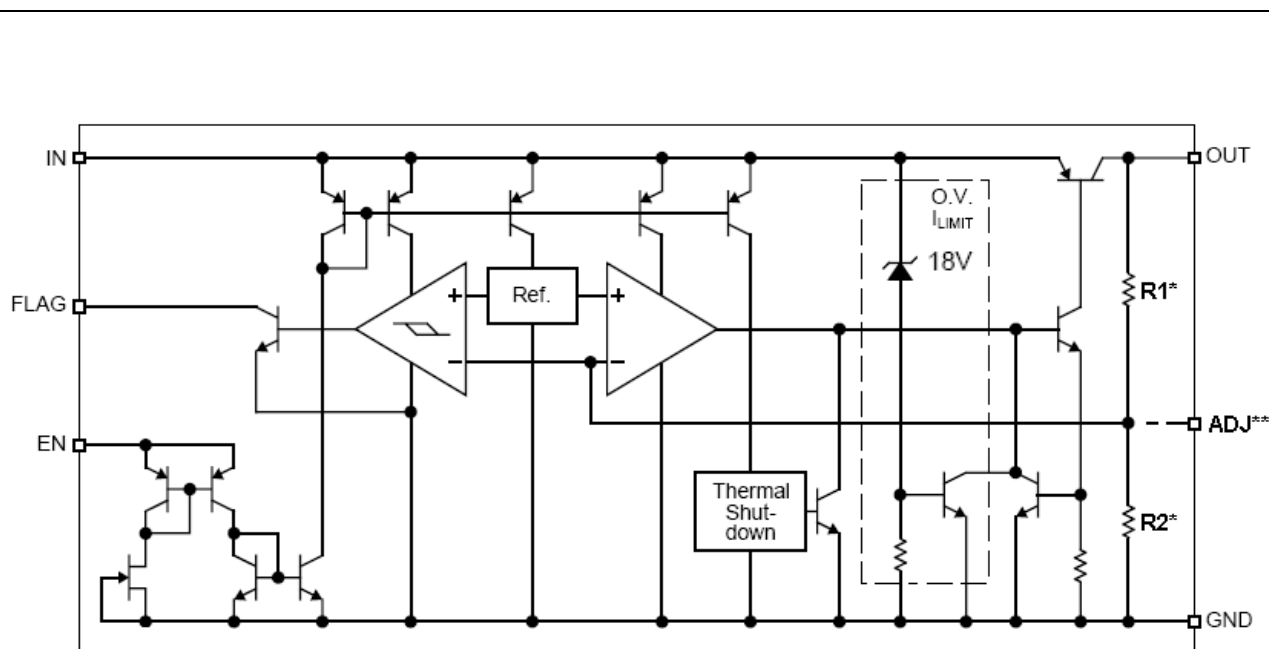 IN
OUT
O.V.
ILIMIT
18V
FLAG
+
Ref.
+
R1*
−
−
EN
ADJ**
Thermal
Shut-
down
R2*
GND